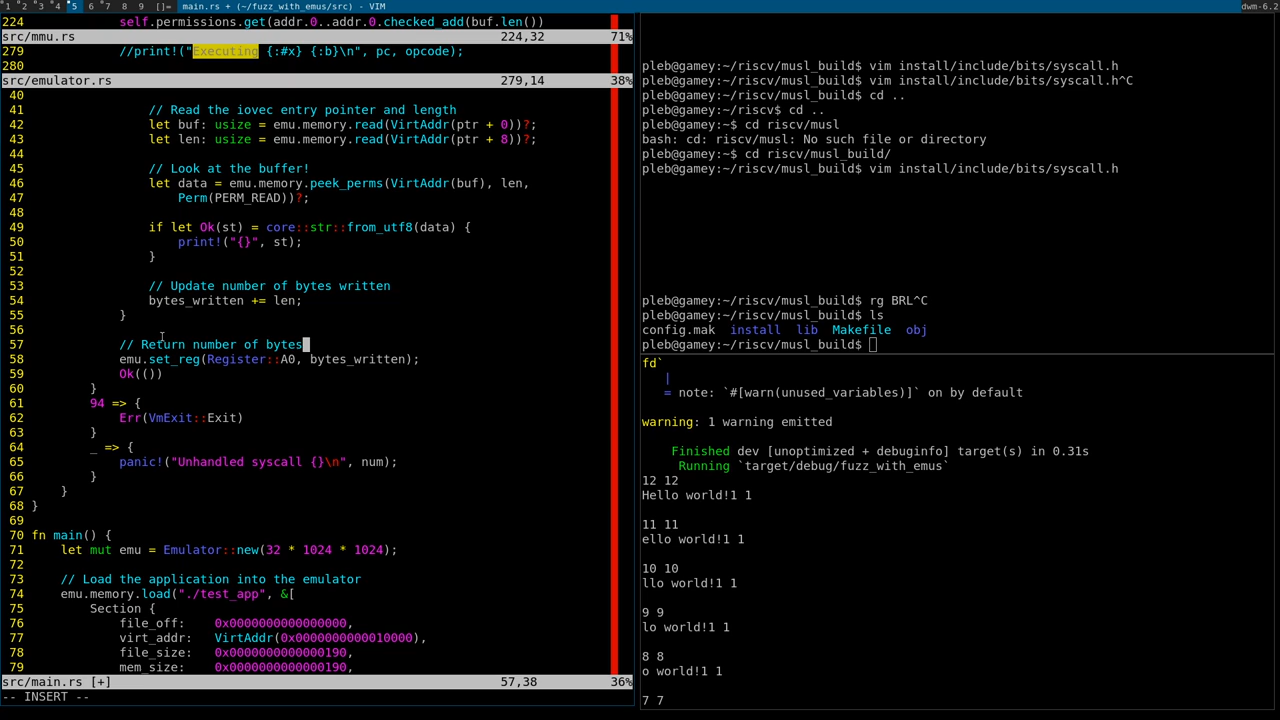 1 2 3 4 5 6 7 8 9 []= main.rs + (~/fuzz_with_emus/src) - VIM dwm-6.2
224 self.permissions.get(addr.0..addr.0.checked_add(buf.len())
src/mmu.rs 224,32 71%
279 //print!("Executing {:#x} {:b}\n", pc, opcode);
280
src/emulator.rs 279,14 38%
40
41 // Read the iovec entry pointer and length
42 let buf: usize = emu.memory.read(VirtAddr(ptr + 0))?;
43 let len: usize = emu.memory.read(VirtAddr(ptr + 8))?;
44
45 // Look at the buffer!
46 let data = emu.memory.peek_perms(VirtAddr(buf), len,
47 Perm(PERM_READ))?;
48
49 if let Ok(st) = core::str::from_utf8(data) {
50 print!("{}", st);
51 }
52
53 // Update number of bytes written
54 bytes_written += len;
55 }
56
57 // Return number of bytes
58 emu.set_reg(Register::A0, bytes_written);
59 Ok(())
60 }
61 94 => {
62 Err(VmExit::Exit)
63 }
64 _ => {
65 panic!("Unhandled syscall {}\n", num);
66 }
67 }
68 }
69
70 fn main() {
71 let mut emu = Emulator::new(32 * 1024 * 1024);
72
73 // Load the application into the emulator
74 emu.memory.load("./test_app", &[
75 Section {
76 file_off: 0x0000000000000000,
77 virt_addr: VirtAddr(0x0000000000010000),
78 file_size: 0x0000000000000190,
79 mem_size: 0x0000000000000190,
src/main.rs [+] 57,38 36%
-- INSERT --
pleb@gamey:~/riscv/musl_build$ vim install/include/bits/syscall.h
pleb@gamey:~/riscv/musl_build$ vim install/include/bits/syscall.h^C
pleb@gamey:~/riscv/musl_build$ cd ..
pleb@gamey:~/riscv$ cd ..
pleb@gamey:~$ cd riscv/musl
bash: cd: riscv/musl: No such file or directory
pleb@gamey:~$ cd riscv/musl_build/
pleb@gamey:~/riscv/musl_build$ vim install/include/bits/syscall.h
pleb@gamey:~/riscv/musl_build$ rg BRL^C
pleb@gamey:~/riscv/musl_build$ ls
config.mak install lib Makefile obj
pleb@gamey:~/riscv/musl_build$
fd`
|
= note: `#[warn(unused_variables)]` on by default
warning: 1 warning emitted
Finished dev [unoptimized + debuginfo] target(s) in 0.31s
Running `target/debug/fuzz_with_emus`
12 12
Hello world!1 1
11 11
ello world!1 1
10 10
llo world!1 1
9 9
lo world!1 1
8 8
o world!1 1
7 7